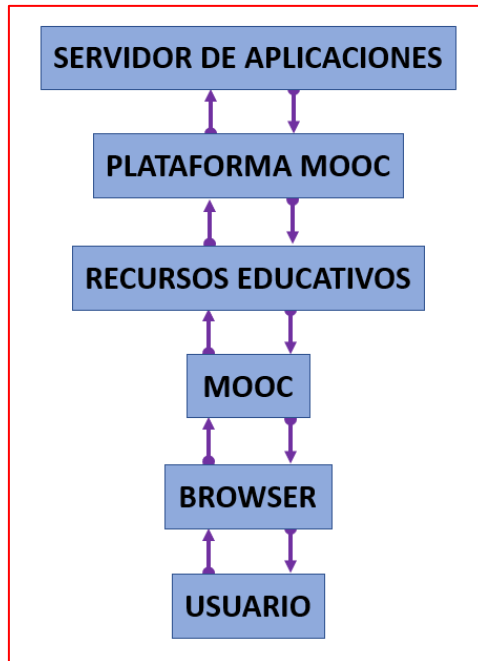 SERVIDOR DE APLICACIONES
PLATAFORMA MOOC
RECURSOS EDUCATIVOS
MOOC
BROWSER
USUARIO